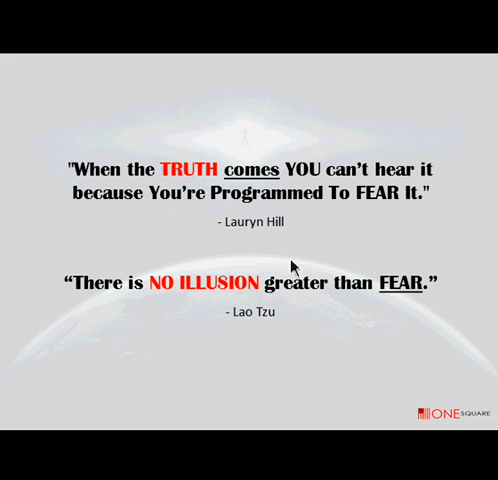 "When the TRUTH comes YOU can't hear it
because You're Programmed To FEAR It."
- Lauryn Hill
“There is NO ILLUSION greater than FEAR.”
- Lao Tzu
ONE SQUARE